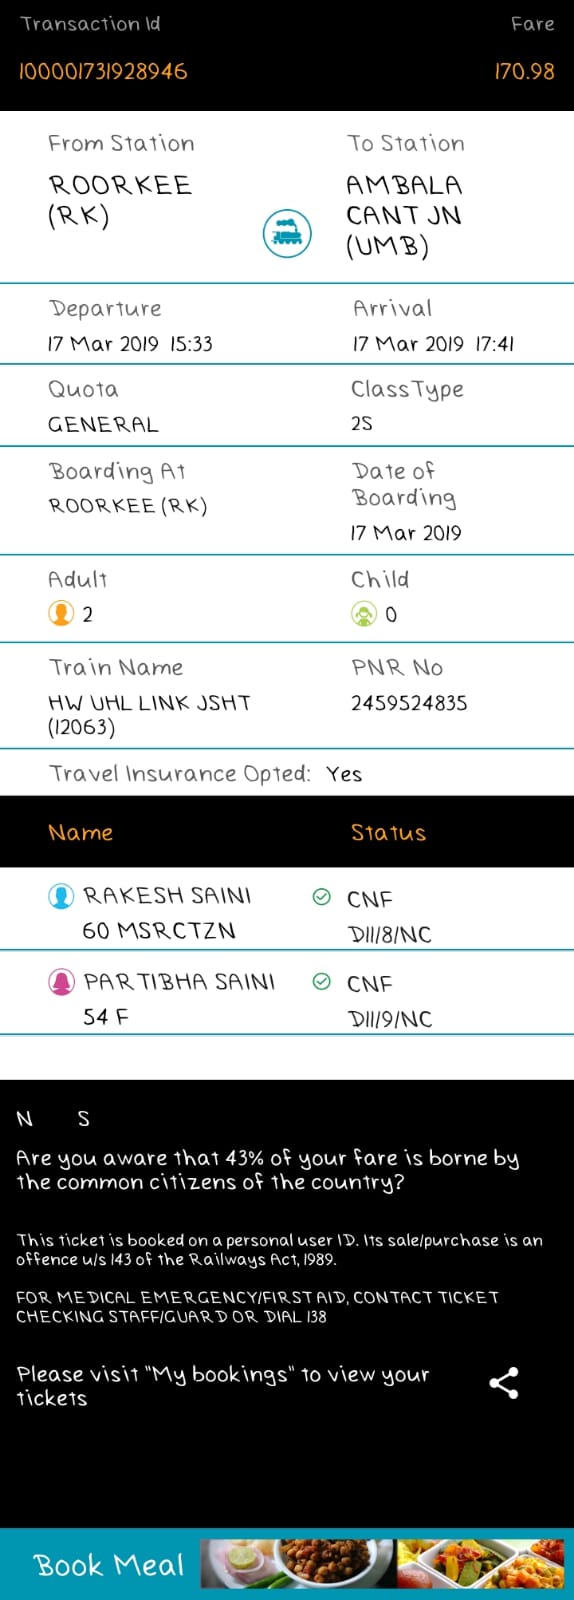 Transaction Id Fare
100001731928946 170.98
From Station To Station
ROORKEE AMBALA
(RK) CANT JN
(UMB)
Departure Arrival
17 Mar 2019 15:33 17 Mar 2019 17:41
Quota ClassType
GENERAL 2S
Boarding At Date of
Boarding
ROORKEE (RK)
17 Mar 2019
Adult Child
2 0
Train Name PNR No
HW UHL LINK JSHT 2459524835
(12063)
Travel Insurance Opted: Yes
Name Status
RAKESH SAINI CNF
60 MSRCTZN D11/8/NC
PARTIBHA SAINI CNF
54 F D11/9/NC
N S
Are you aware that 43% of your fare is borne by
the common citizens of the country?
This ticket is booked on a personal user ID. Its sale/purchase is an
offence u/s 143 of the Railways Act, 1989.
FOR MEDICAL EMERGENCY/FIRST AID, CONTACT TICKET
CHECKING STAFF/GUARD OR DIAL 138
Please visit "My bookings" to view your
tickets
Book Meal